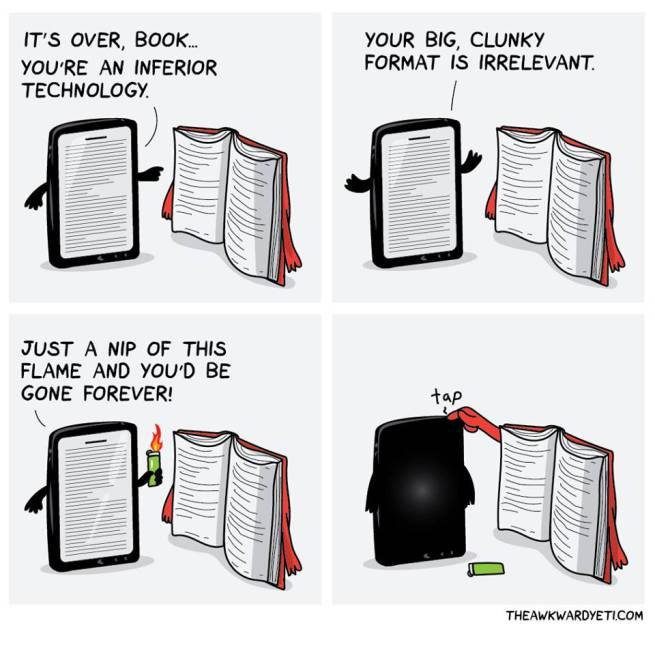 IT'S OVER, BOOK...
YOU'RE AN INFERIOR
TECHNOLOGY.
YOUR BIG, CLUNKY
FORMAT IS IRRELEVANT.
JUST A NIP OF THIS
FLAME AND YOU'D BE
GONE FOREVER!
tap
THEAWKWARDYETI.COM